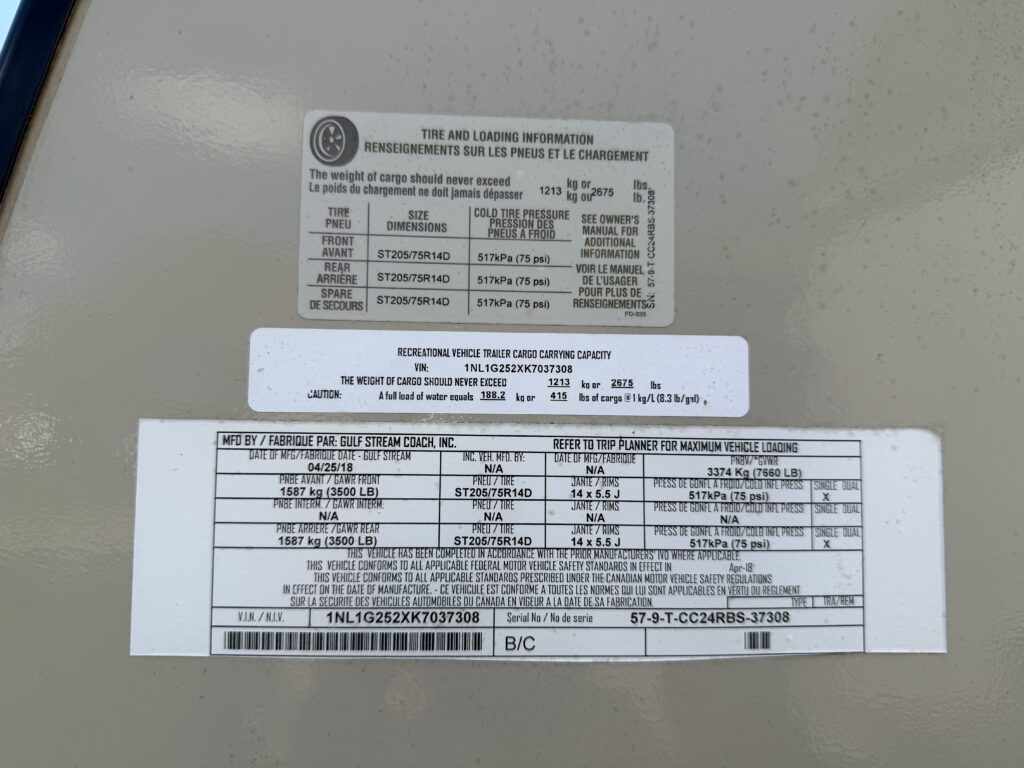 TIRE AND LOADING INFORMATION
RENSEIGNEMENTS SUR LES PNEUS ET LE CHARGEMENT
The weight of cargo should never exceed
Le poids du chargement ne doit jamais dépasser 1213 kg or 2675 lbs.
kg ou lb.
TIRE PNEU SIZE DIMENSIONS COLD TIRE PRESSURE PRESSION DES PNEUS A FROID
FRONT AVANT ST205/75R14D 517kPa (75 psi)
REAR ARRIÈRE ST205/75R14D 517kPa (75 psi)
SPARE DE SECOURS ST205/75R14D 517kPa (75 psi)
SEE OWNER'S
MANUAL FOR
ADDITIONAL
INFORMATION
VOIR LE MANUEL
DE L'USAGER
POUR PLUS DE
RENSEIGNEMENTS
S/N: 57-9-T-CC24RBS-37308
FD-335
RECREATIONAL VEHICLE TRAILER CARGO CARRYING CAPACITY
VIN: 1NL1G252XK7037308
THE WEIGHT OF CARGO SHOULD NEVER EXCEED 1213 kg or 2675 lbs
CAUTION: A full load of water equals 188.2 kg or 415 lbs of cargo @ 1 kg/L (8.3 lb/gal)
MFD BY / FABRIQUE PAR: GULF STREAM COACH, INC. REFER TO TRIP PLANNER FOR MAXIMUM VEHICLE LOADING
DATE OF MFG/FABRIQUE DATE - GULF STREAM INC. VEH. MFD. BY: DATE OF MFG/FABRIQUE PNBV/*GVWR
04/25/18 N/A N/A 3374 Kg (7660 LB)
PNBE AVANT / GAWR FRONT PNEU / TIRE JANTE / RIMS PCESS DE GONFL A FROID/COLD INFL PRESS SINGLE DUAL
1587 kg (3500 LB) ST205/75R14D 14 x 5.5 J 517kPa (75 psi) X
PNBE INTERM. / GAWR INTERM. PNEU / TIRE JANTE / RIMS PRESS DE GONFL A FROID/COLD INFL PRESS SINGLE DUAL
N/A N/A N/A N/A
PNBE ARRIERE / GAWR REAR PNEU / TIRE JANTE / RIMS PRESS DE GONFL A FROID/COLD INFL PRESS SINGLE DUAL
1587 kg (3500 LB) ST205/75R14D 14 x 5.5 J 517kPa (75 psi) X
THIS VEHICLE HAS BEEN COMPLETED IN ACCORDANCE WITH THE PRIOR MANUFACTURERS' IVD WHERE APPLICABLE.
THIS VEHICLE CONFORMS TO ALL APPLICABLE FEDERAL MOTOR VEHICLE SAFETY STANDARDS IN EFFECT IN Apr-18
THIS VEHICLE CONFORMS TO ALL APPLICABLE STANDARDS PRESCRIBED UNDER THE CANADIAN MOTOR VEHICLE SAFETY REGULATIONS
IN EFFECT ON THE DATE OF MANUFACTURE. - CE VEHICULE EST CONFORME A TOUTES LES NORMES QUI LUI SONT APPLICABLES EN VERTU DU REGLEMENT
SUR LA SECURITE DES VEHICULES AUTOMOBILES DU CANADA EN VIGEUR A LA DATE DE SA FABRICATION. TYPE TRA/REM
V.I.N. / N.I.V. 1NL1G252XK7037308 Serial No / No de serie 57-9-T-CC24RBS-37308
B/C